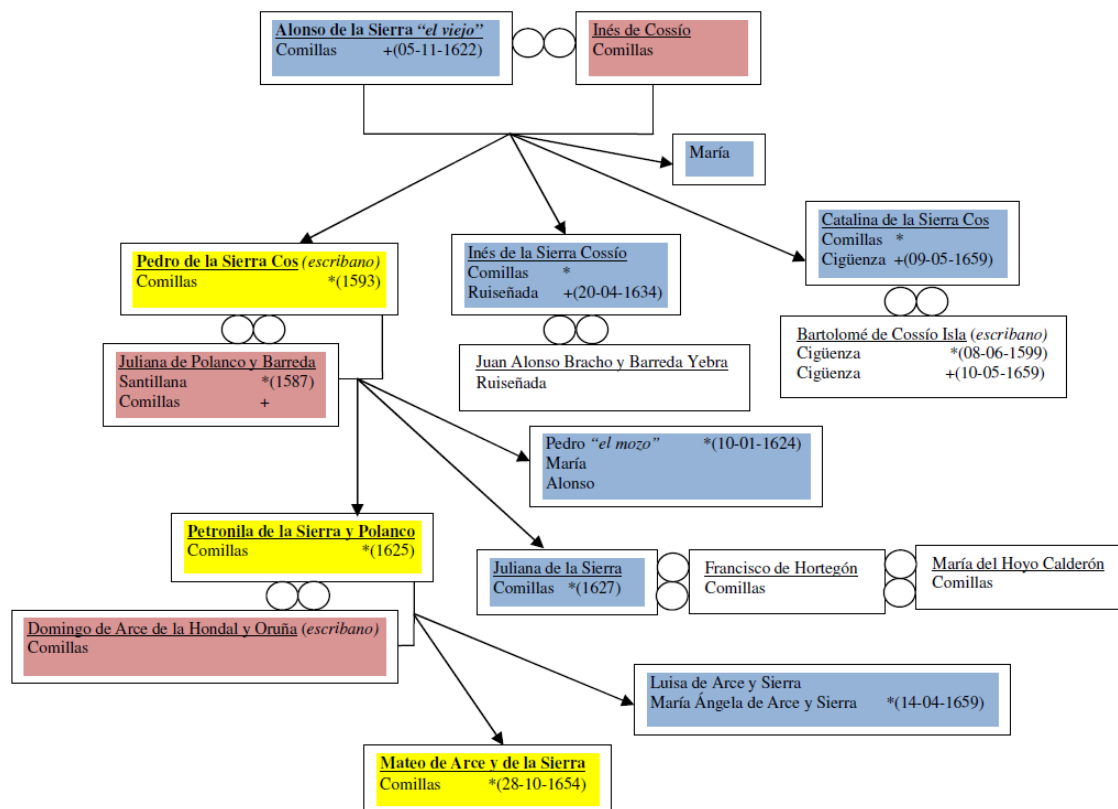 Alonso de la Sierra “el viejo”
Comillas +(05-11-1622)
Inés de Cossío
Comillas
María
Pedro de la Sierra Cos (escribano)
Comillas *(1593)
Inés de la Sierra Cossío
Comillas *
Ruiseñada +(20-04-1634)
Catalina de la Sierra Cos
Comillas *
Cigüenza +(09-05-1659)
Juliana de Polanco y Barreda
Santillana *(1587)
Comillas +
Juan Alonso Bracho y Barreda Yebra
Ruiseñada
Bartolomé de Cossío Isla (escribano)
Cigüenza *(08-06-1599)
Cigüenza +(10-05-1659)
Pedro “el mozo” *(10-01-1624)
María
Alonso
Petronila de la Sierra y Polanco
Comillas *(1625)
Juliana de la Sierra
Comillas *(1627)
Francisco de Hortegón
Comillas
María del Hoyo Calderón
Comillas
Domingo de Arce de la Hondal y Oruña (escribano)
Comillas
Luisa de Arce y Sierra
María Ángela de Arce y Sierra *(14-04-1659)
Mateo de Arce y de la Sierra
Comillas *(28-10-1654)